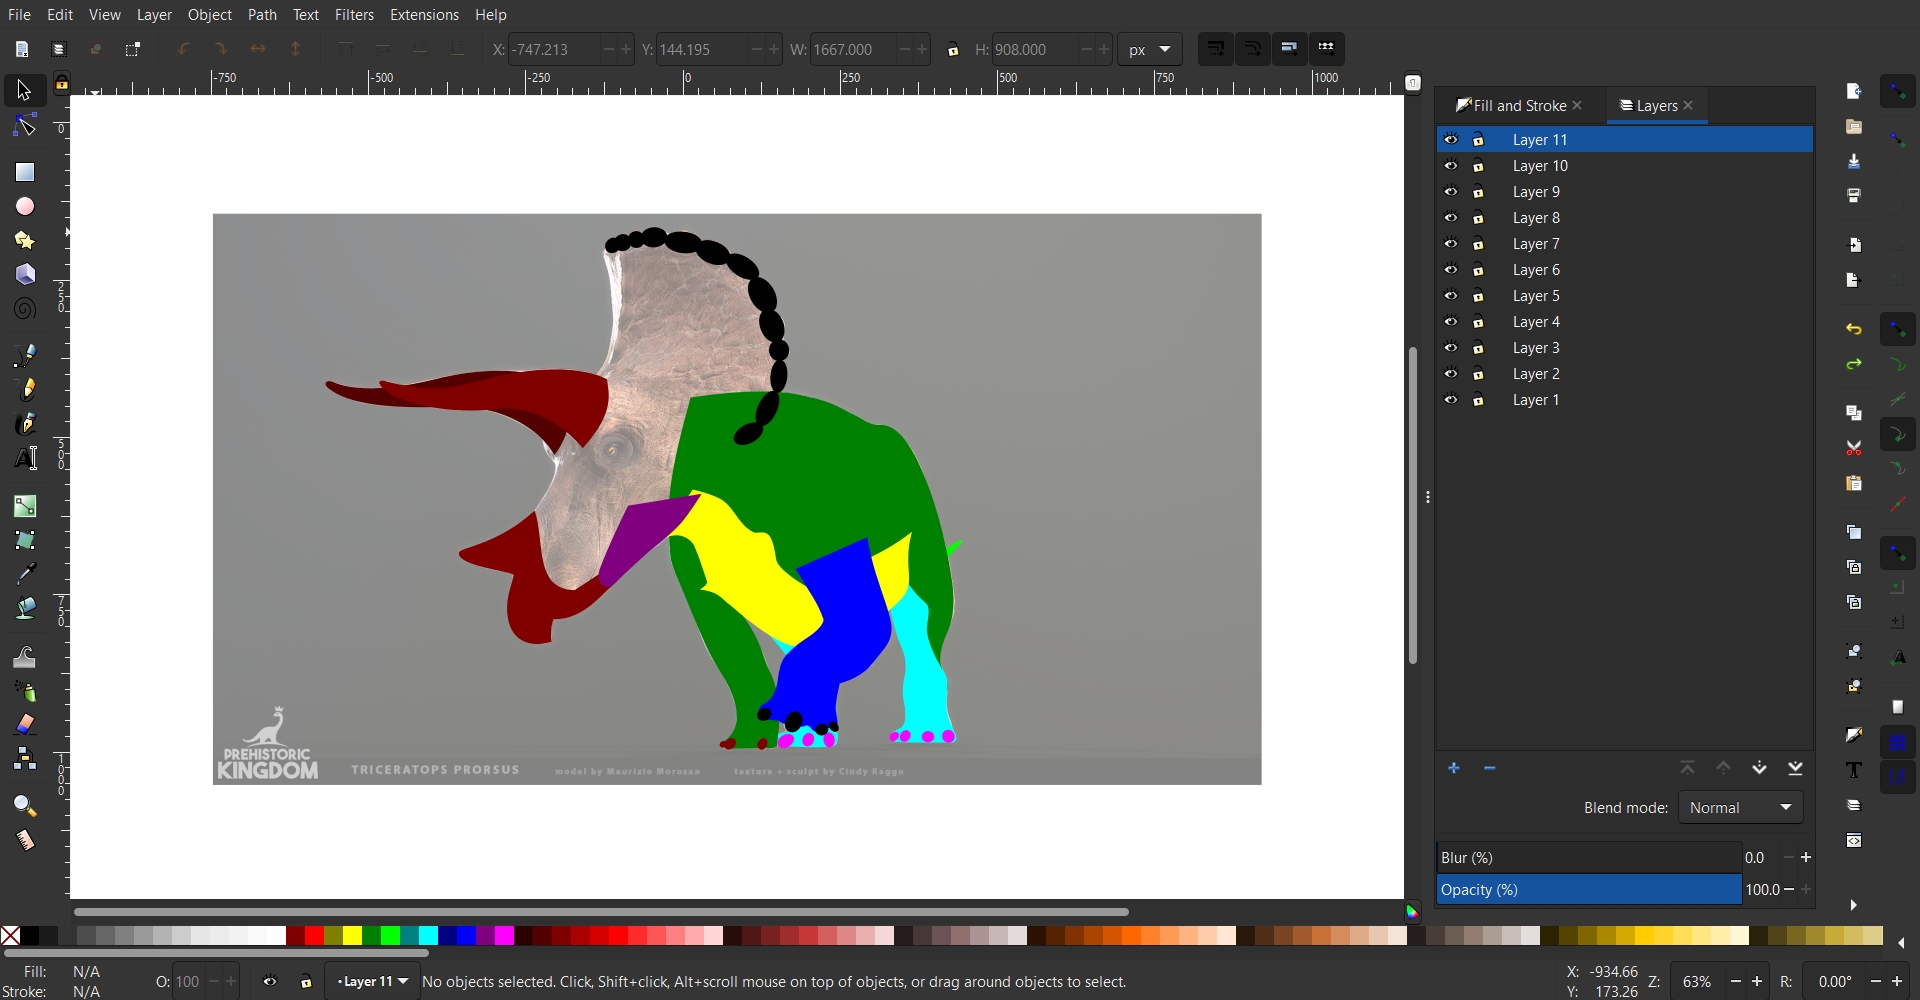 File Edit View Layer Object Path Text Filters Extensions Help
X: -747.213 Y: 144.195 W: 1667.000 H: 908.000 px
-750 -500 -250 0 250 500 750 1000
0
250
500
750
1000
Fill and Stroke Layers
Layer 11
Layer 10
Layer 9
Layer 8
Layer 7
Layer 6
Layer 5
Layer 4
Layer 3
Layer 2
Layer 1
PREHISTORIC
KINGDOM
TRICERATOPS PRORSUS model by Maurizio Morosan texture + sculpt by Cindy Raggo
Blend mode: Normal
Blur (%) 0.0
Opacity (%) 100.0
Fill: N/A
Stroke: N/A
O: 100
Layer 11 No objects selected. Click, Shift+click, Alt+scroll mouse on top of objects, or drag around objects to select.
X: -934.66
Y: 173.26
Z: 63% R: 0.00°